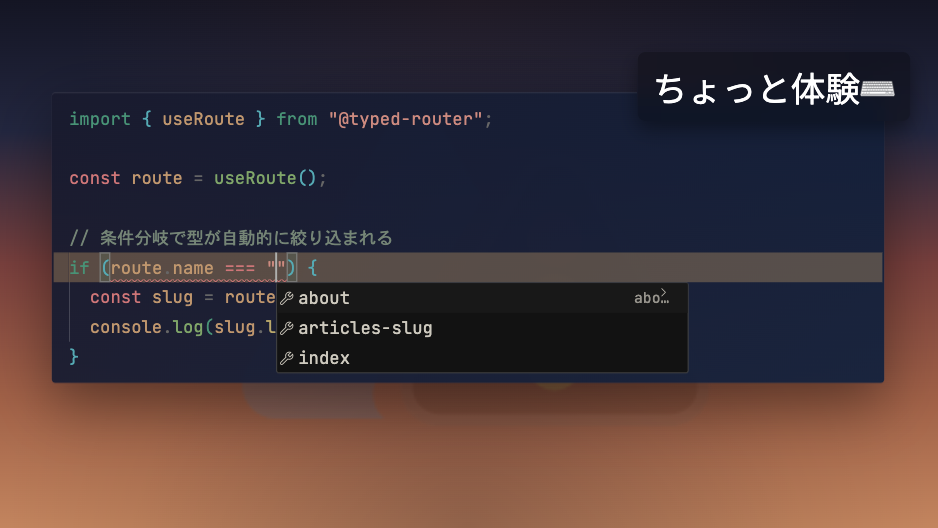 ちょっと体験⌨️
import { useRoute } from "@typed-router";
const route = useRoute();
// 条件分岐で型が自動的に絞り込まれる
if (route.name === "") {
const slug = route
about abo…
console.log(slug.l
articles-slug
}
index